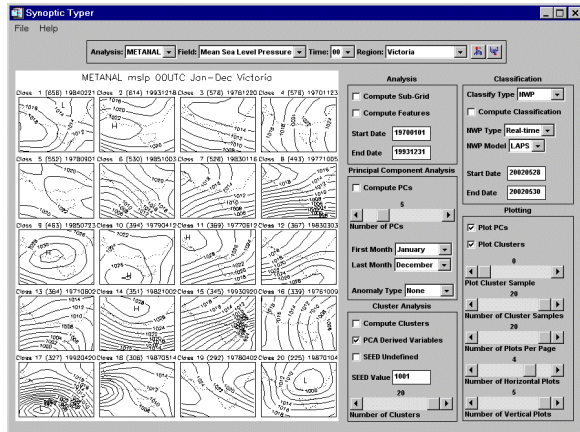 Synoptic Typer
File Help
Analysis: METANAL Field: Mean Sea Level Pressure Time: 00 Region: Victoria
METANAL mslp 00UTC Jan-Dec Victoria
Class 1 (658) 19840221 Class 2 (614) 19931218 Class 3 (578) 19761220 Class 4 (576) 19701123
Class 5 (552) 19780901 Class 6 (530) 19851003 Class 7 (526) 19830116 Class 8 (493) 19771005
Class 9 (463) 19850723 Class 10 (394) 19790412 Class 11 (369) 19770612 Class 12 (367) 19830303
Class 13 (364) 19710602 Class 14 (351) 19821002 Class 15 (345) 19930920 Class 16 (339) 19761009
Class 17 (327) 19920420 Class 18 (306) 19870514 Class 19 (292) 19780402 Class 20 (225) 19870104
Analysis
Compute Sub-Grid
Compute Features
Start Date 19700101
End Date 19931231
Principal Component Analysis
Compute PCs
5
Number of PCs
First Month January
Last Month December
Anomaly Type None
Cluster Analysis
Compute Clusters
PCA Derived Variables
SEED Undefined
SEED Value 1001
20
Number of Clusters
Classification
Classify Type NWP
Compute Classification
NWP Type Real-time
NWP Model LAPS
Start Date 20020528
End Date 20020530
Plotting
Plot PCs
Plot Clusters
0
Plot Cluster Sample
20
Number of Cluster Samples
20
Number of Plots Per Page
4
Number of Horizontal Plots
5
Number of Vertical Plots